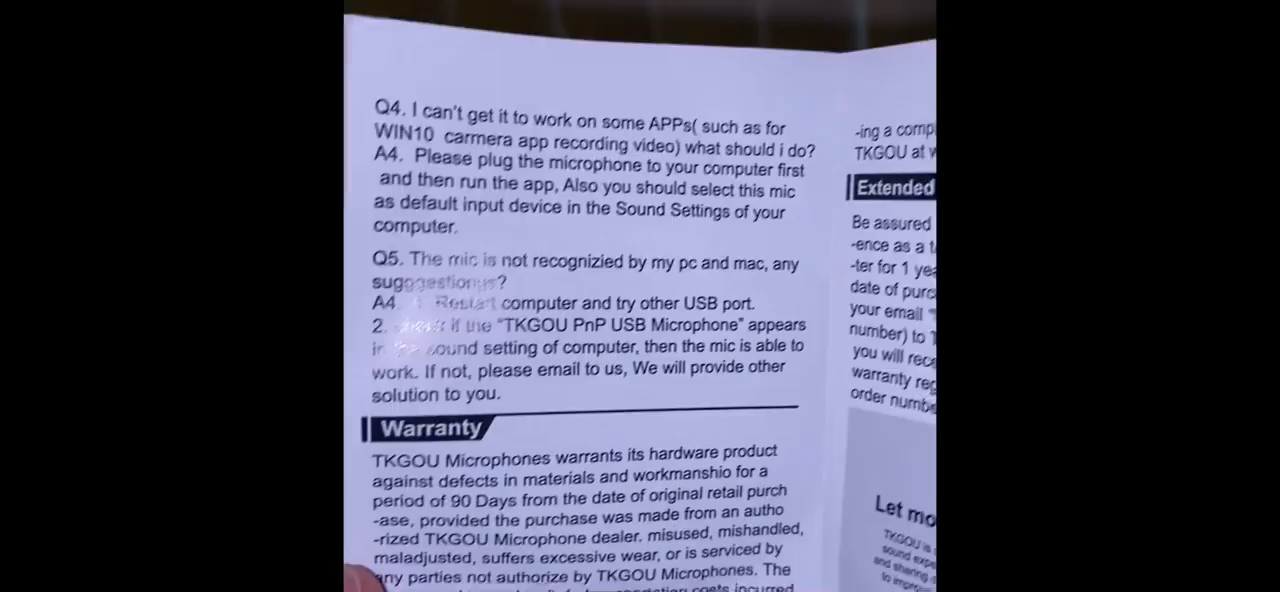 Q4. I can't get it to work on some APPs( such as for
WIN10 carmera app recording video) what should i do?
A4. Please plug the microphone to your computer first
and then run the app, Also you should select this mic
as default input device in the Sound Settings of your
computer.
Q5. The mic is not recognizied by my pc and mac, any
A4. Restart computer and try other USB port.
2. if the "TKGOU PnP USB Microphone" appears
in the sound setting of computer, then the mic is able to
work. If not, please email to us, We will provide other
solution to you.
Warranty
TKGOU Microphones warrants its hardware product
against defects in materials and workmanshio for a
period of 90 Days from the date of original retail purch
-ase, provided the purchase was made from an autho
-rized TKGOU Microphone dealer. misused, mishandled,
maladjusted, suffers excessive wear, or is serviced by
any parties not authorize by TKGOU Microphones. The
costs incurred
-ing a comp
TKGOU at w
Extended
Be assured
-ence as a t
-ter for 1 yea
date of purc
your email
number) to
you will rece
warranty reg
order numbe
Let mo
TKGOU is
sound expe
and sharing
to improve